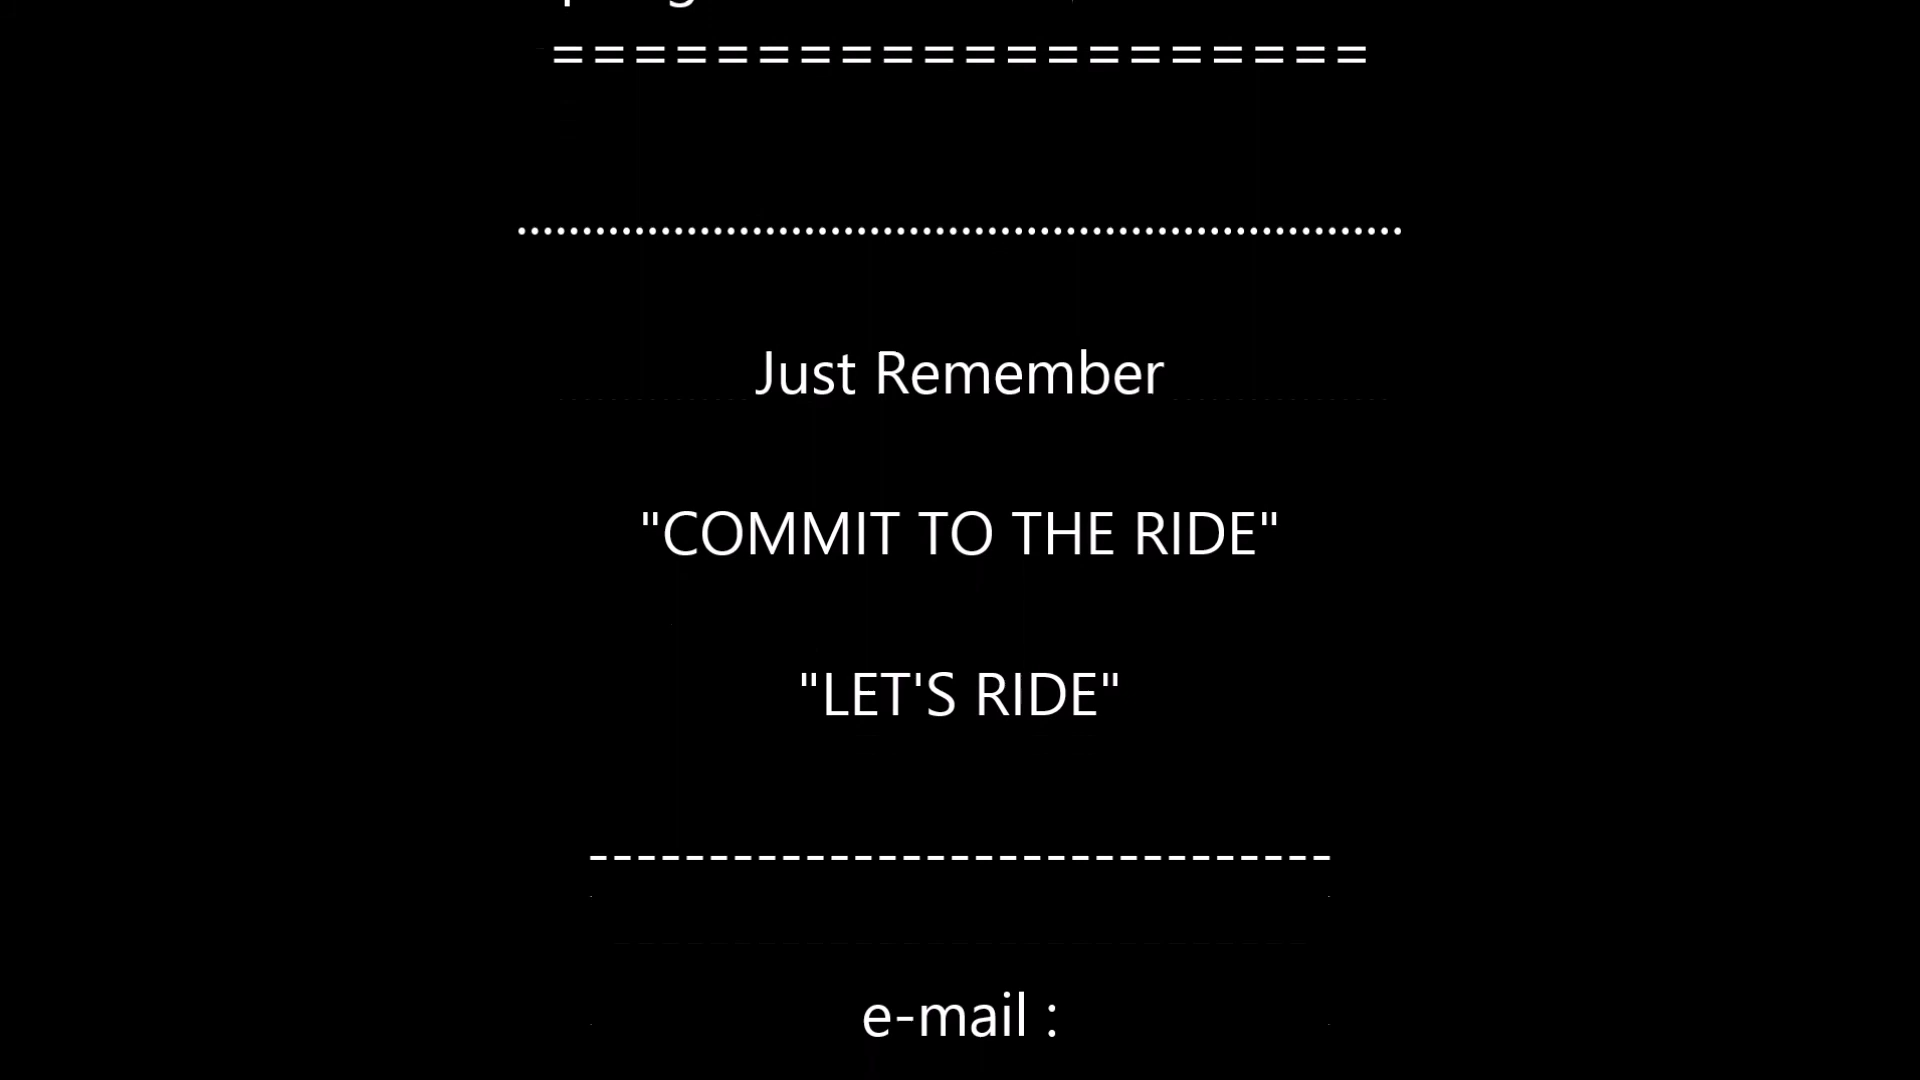 ====================
....................................................................
Just Remember
"COMMIT TO THE RIDE"
"LET'S RIDE"
-------------------------------
e-mail :